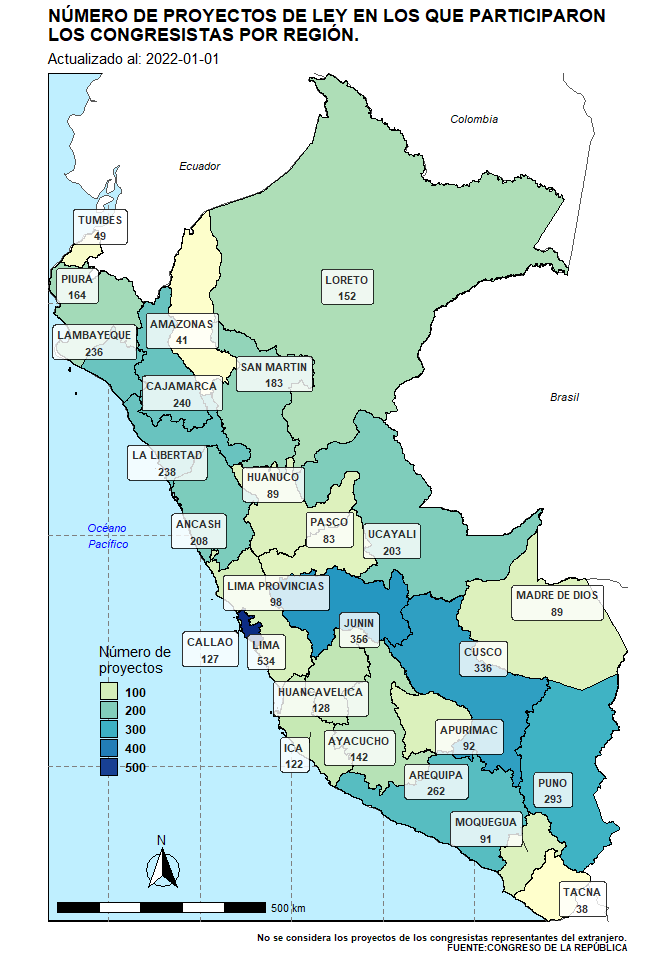 NÚMERO DE PROYECTOS DE LEY EN LOS QUE PARTICIPARON
LOS CONGRESISTAS POR REGIÓN.
Actualizado al: 2022-01-01
Colombia
Ecuador
TUMBES
49
PIURA
164
LORETO
152
LAMBAYEQUE
236
AMAZONAS
41
SAN MARTIN
183
CAJAMARCA
240
Brasil
LA LIBERTAD
238
HUANUCO
89
Océano
Pacífico
ANCASH
208
PASCO
83
UCAYALI
203
LIMA PROVINCIAS
98
MADRE DE DIOS
89
JUNIN
356
CALLAO
127
LIMA
534
CUSCO
336
Número de
proyectos
100
200
300
400
500
HUANCAVELICA
128
APURIMAC
92
ICA
122
AYACUCHO
142
AREQUIPA
262
PUNO
293
MOQUEGUA
91
N
TACNA
38
500 km
No se considera los proyectos de los congresistas representantes del extranjero.
FUENTE:CONGRESO DE LA REPÚBLICA